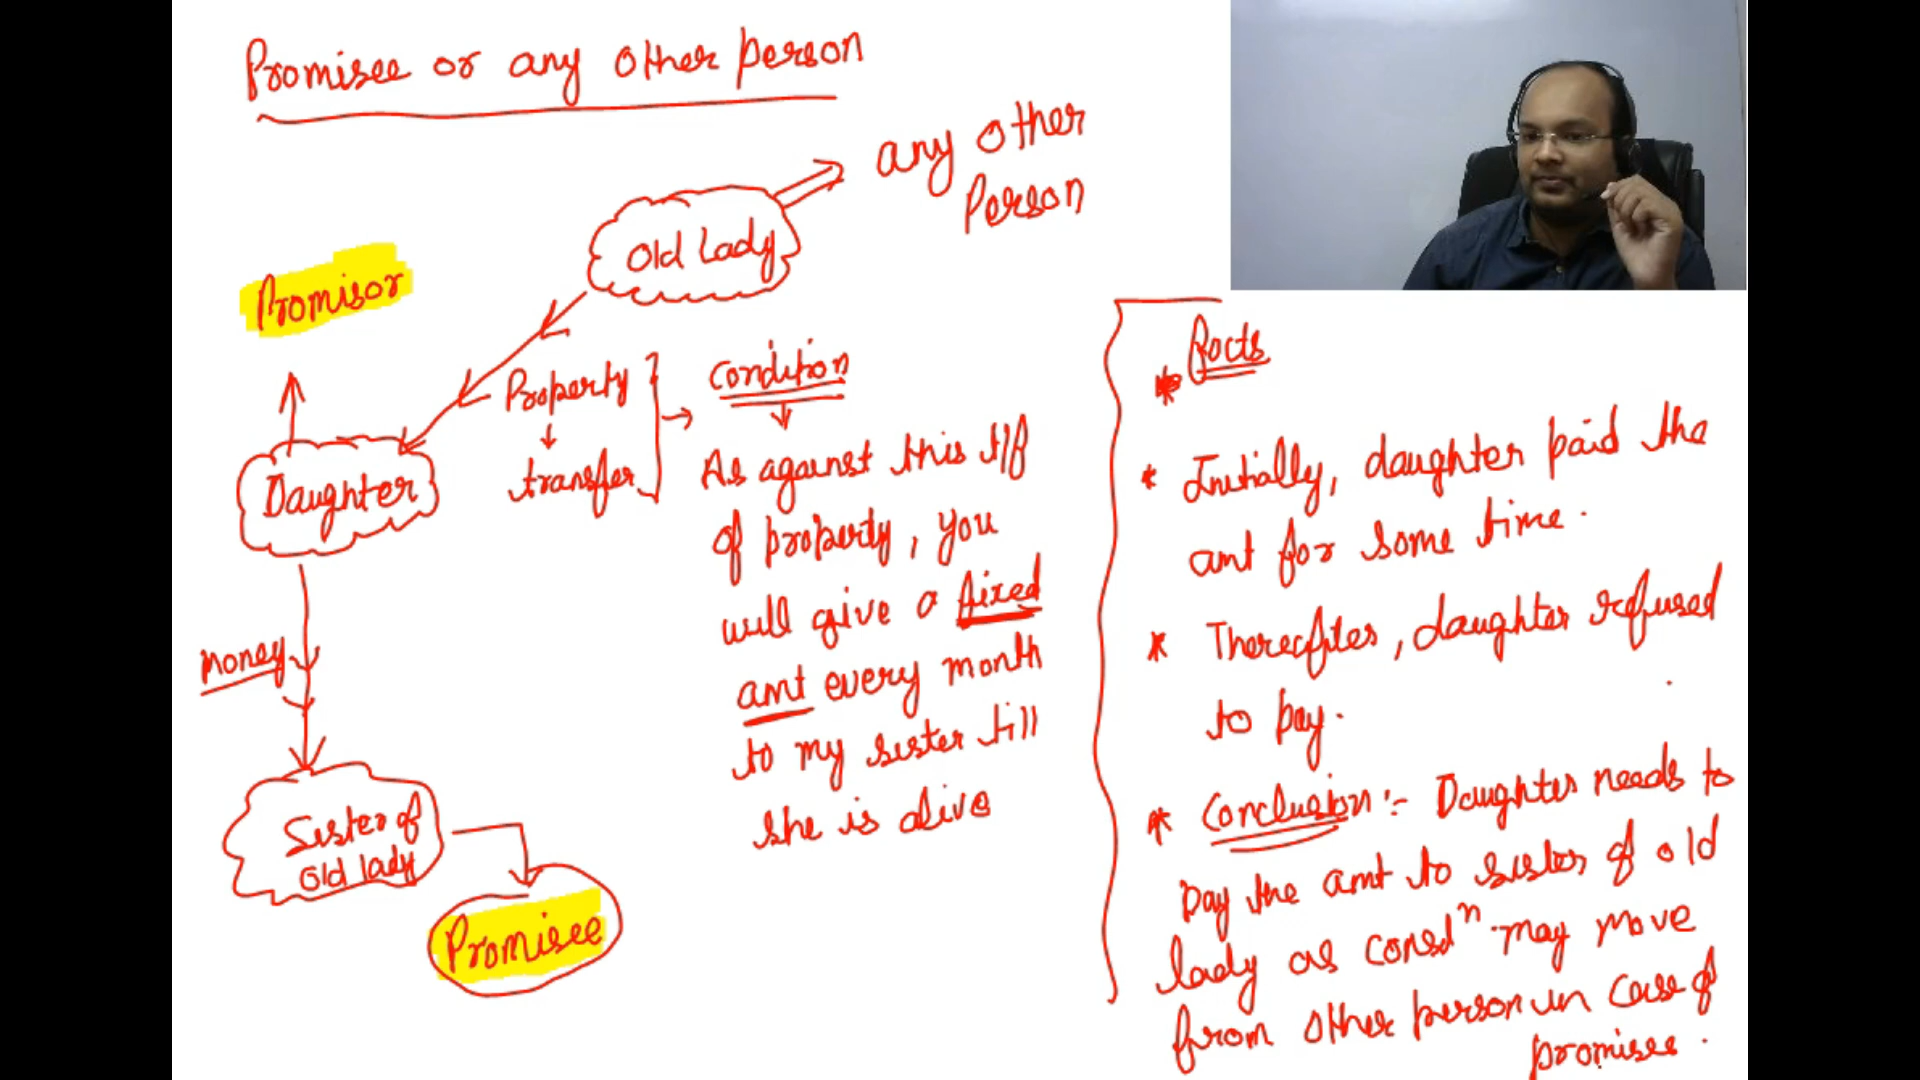 Promisee or any other person
any other
Person
Old Lady
Promisor
Property
transfer
Condition
As against this t/f
of property, you
will give a fixed
amt every month
to my sister till
she is alive
Daughter
money
Sister of
Old lady
Promisee
* Facts
* Initially, daughter paid the
amt for some time.
* Thereafter, daughter refused
to pay.
* Conclusion :- Daughter needs to
pay the amt to sister of old
lady as consdⁿ may move
from other person in case of
promisee.